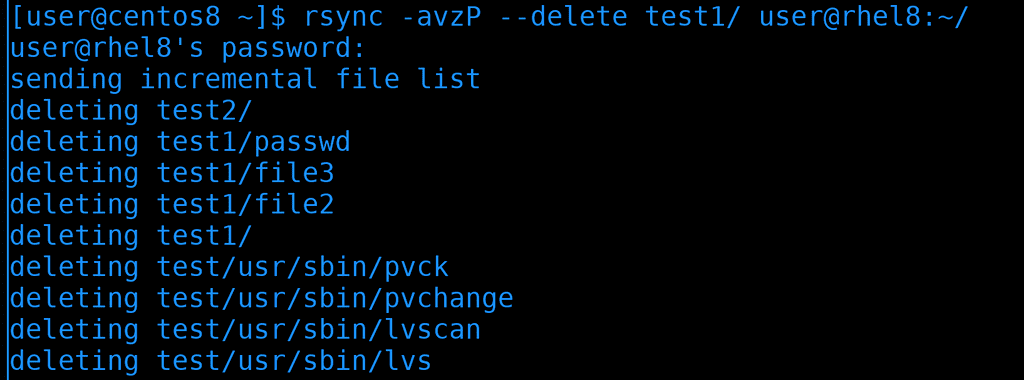 [user@centos8 ~]$ rsync -avzP --delete test1/ user@rhel8:~/
user@rhel8's password:
sending incremental file list
deleting test2/
deleting test1/passwd
deleting test1/file3
deleting test1/file2
deleting test1/
deleting test/usr/sbin/pvck
deleting test/usr/sbin/pvchange
deleting test/usr/sbin/lvscan
deleting test/usr/sbin/lvs